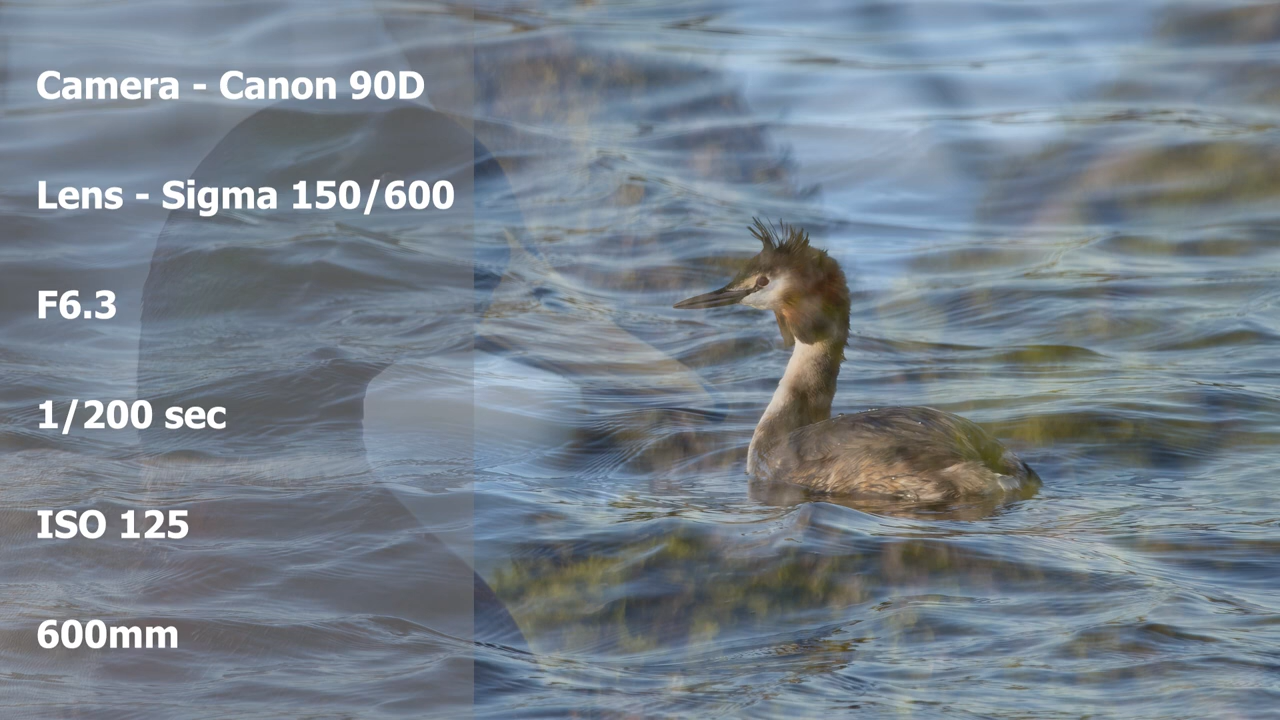 Camera - Canon 90D
Lens - Sigma 150/600
F6.3
1/200 sec
ISO 125
600mm